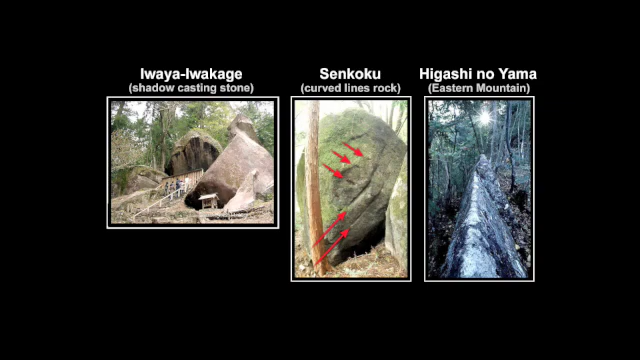 Iwaya-Iwakage
(shadow casting stone)
Senkoku
(curved lines rock)
Higashi no Yama
(Eastern Mountain)